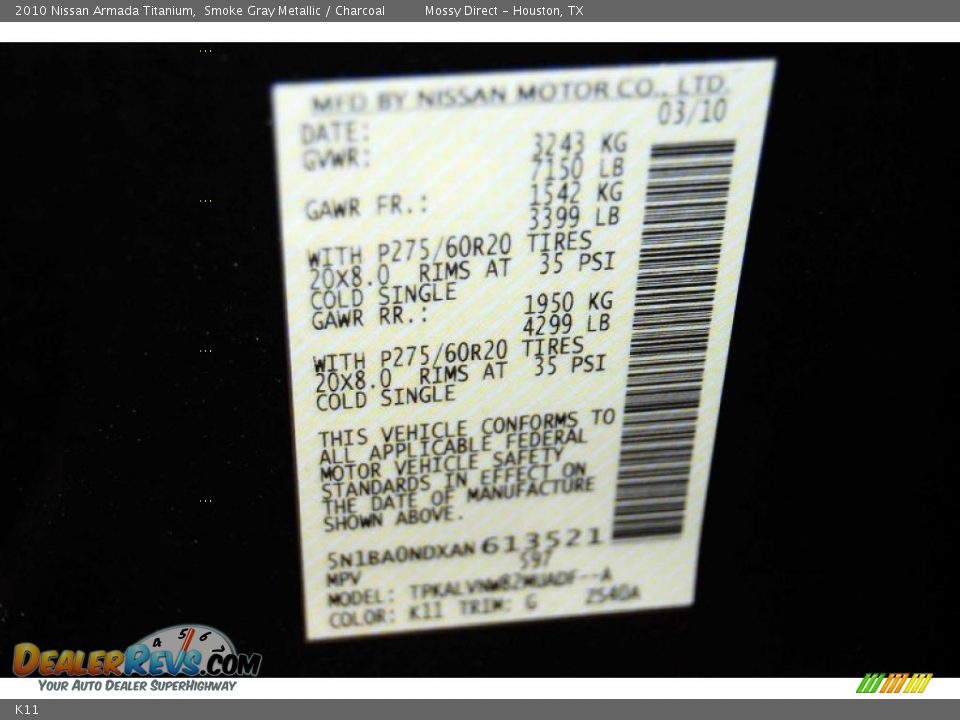 2010 Nissan Armada Titanium, Smoke Gray Metallic / Charcoal Mossy Direct - Houston, TX
MFD BY NISSAN MOTOR CO., LTD.
DATE: 03/10
GVWR: 3243 KG
7150 LB
GAWR FR.: 1542 KG
3399 LB
WITH P275/60R20 TIRES
20X8.0 RIMS AT 35 PSI
COLD SINGLE
GAWR RR.: 1950 KG
4299 LB
WITH P275/60R20 TIRES
20X8.0 RIMS AT 35 PSI
COLD SINGLE
THIS VEHICLE CONFORMS TO
ALL APPLICABLE FEDERAL
MOTOR VEHICLE SAFETY
STANDARDS IN EFFECT ON
THE DATE OF MANUFACTURE
SHOWN ABOVE.
5N1BA0NDXAN613521
597
MPV
MODEL: TPKALVNWB2MUADF--A
COLOR: K11 TRIM: G
DealerRevs.com
Your Auto Dealer SuperHighway
K11